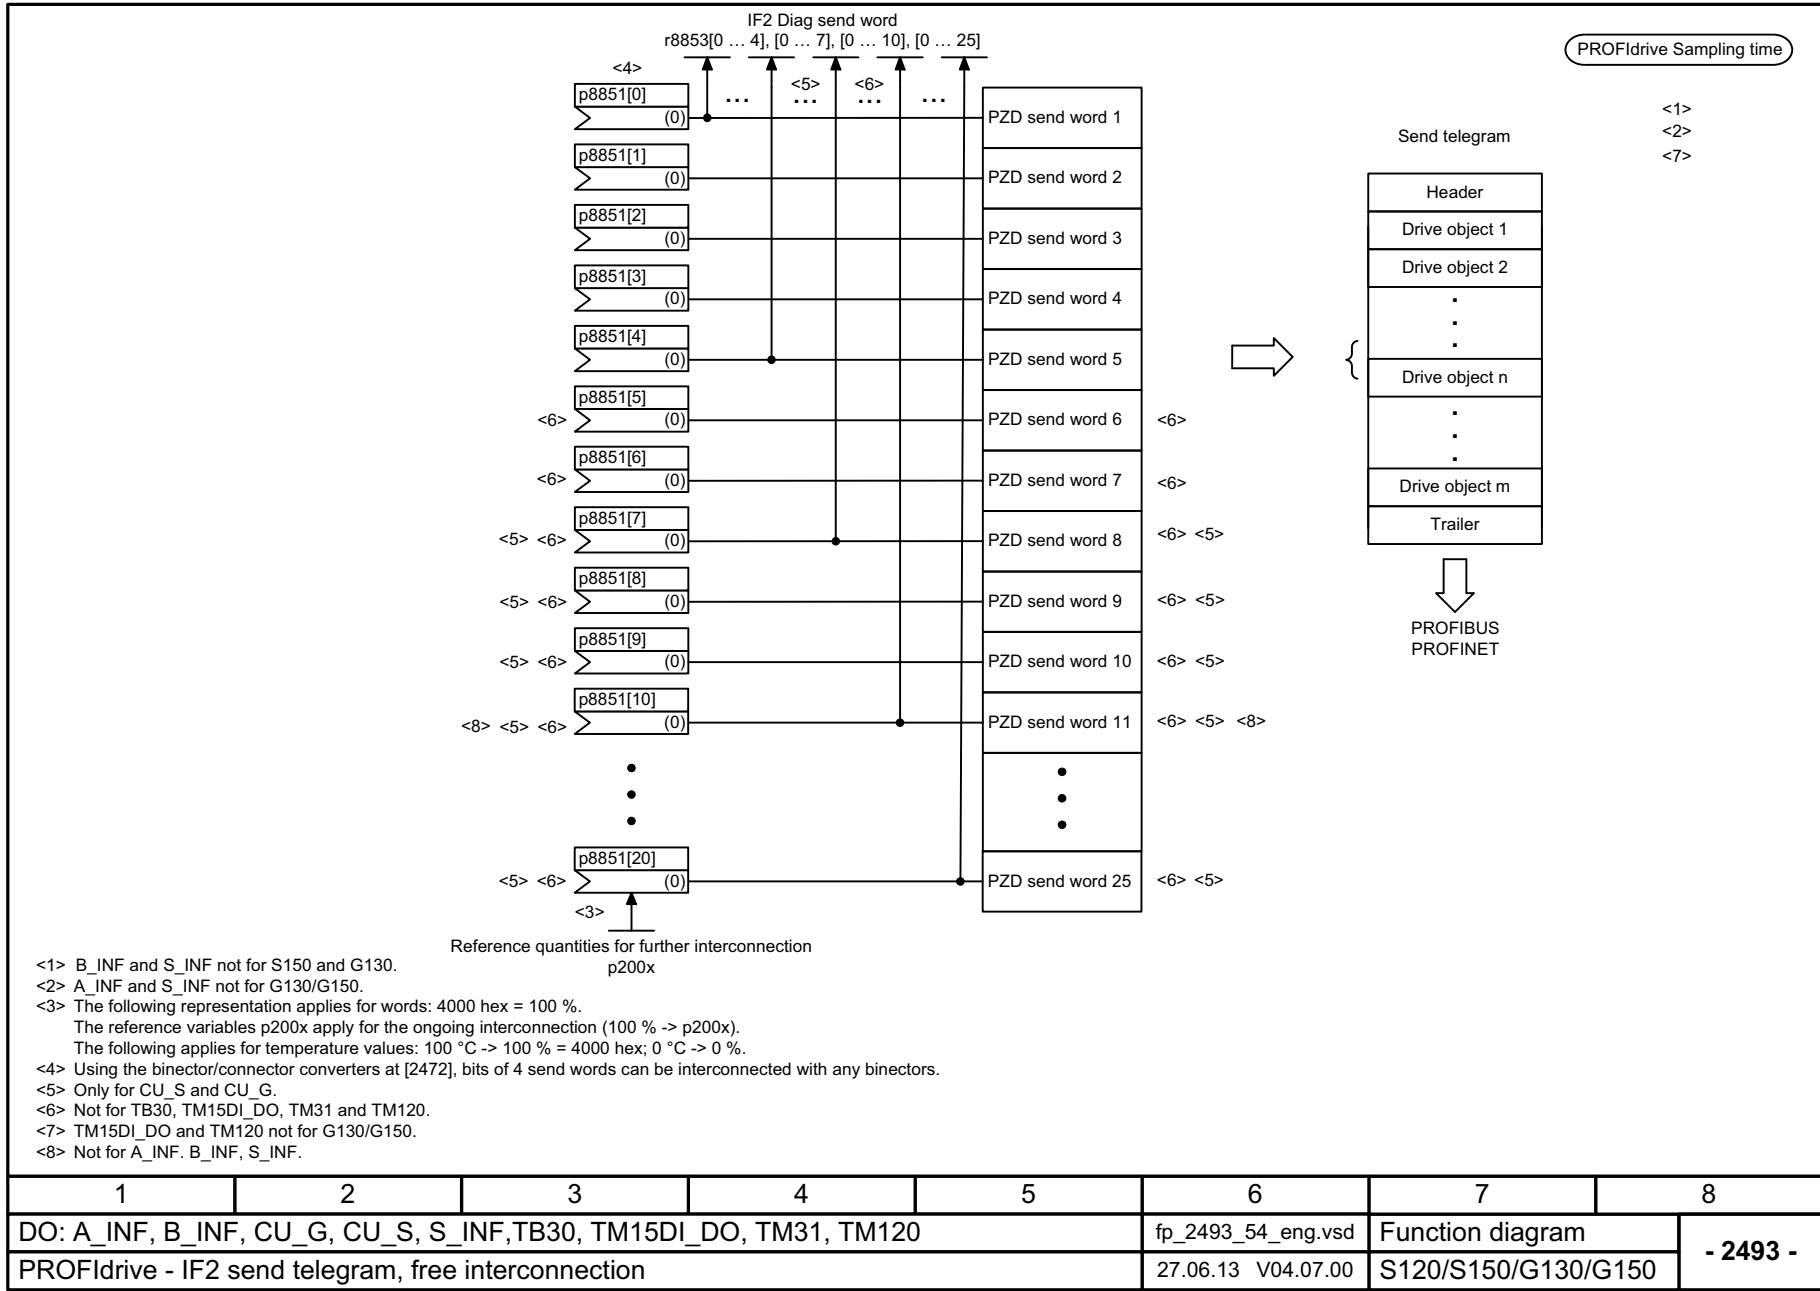 IF2 Diag send word
r8853[0 … 4], [0 … 7], [0 … 10], [0 … 25]
PROFIdrive Sampling time
<4>
<5>
<6>
... ... ... ...
p8851[0]
(0)
PZD send word 1
p8851[1]
(0)
PZD send word 2
p8851[2]
(0)
PZD send word 3
p8851[3]
(0)
PZD send word 4
p8851[4]
(0)
PZD send word 5
p8851[5]
<6> (0)
PZD send word 6 <6>
p8851[6]
<6> (0)
PZD send word 7 <6>
p8851[7]
<5> <6> (0)
PZD send word 8 <6> <5>
p8851[8]
<5> <6> (0)
PZD send word 9 <6> <5>
p8851[9]
<5> <6> (0)
PZD send word 10 <6> <5>
p8851[10]
<8> <5> <6> (0)
PZD send word 11 <6> <5> <8>
p8851[20]
<5> <6> (0)
PZD send word 25 <6> <5>
<3>
Reference quantities for further interconnection
p200x
<1>
<2>
<7>
Send telegram
Header
Drive object 1
Drive object 2
.
.
.
{
Drive object n
.
.
.
Drive object m
Trailer
PROFIBUS
PROFINET
<1> B_INF and S_INF not for S150 and G130.
<2> A_INF and S_INF not for G130/G150.
<3> The following representation applies for words: 4000 hex = 100 %.
The reference variables p200x apply for the ongoing interconnection (100 % -> p200x).
The following applies for temperature values: 100 °C -> 100 % = 4000 hex; 0 °C -> 0 %.
<4> Using the binector/connector converters at [2472], bits of 4 send words can be interconnected with any binectors.
<5> Only for CU_S and CU_G.
<6> Not for TB30, TM15DI_DO, TM31 and TM120.
<7> TM15DI_DO and TM120 not for G130/G150.
<8> Not for A_INF. B_INF, S_INF.
1 2 3 4 5 6 7 8
DO: A_INF, B_INF, CU_G, CU_S, S_INF,TB30, TM15DI_DO, TM31, TM120
fp_2493_54_eng.vsd
Function diagram
- 2493 -
PROFIdrive - IF2 send telegram, free interconnection
27.06.13 V04.07.00
S120/S150/G130/G150